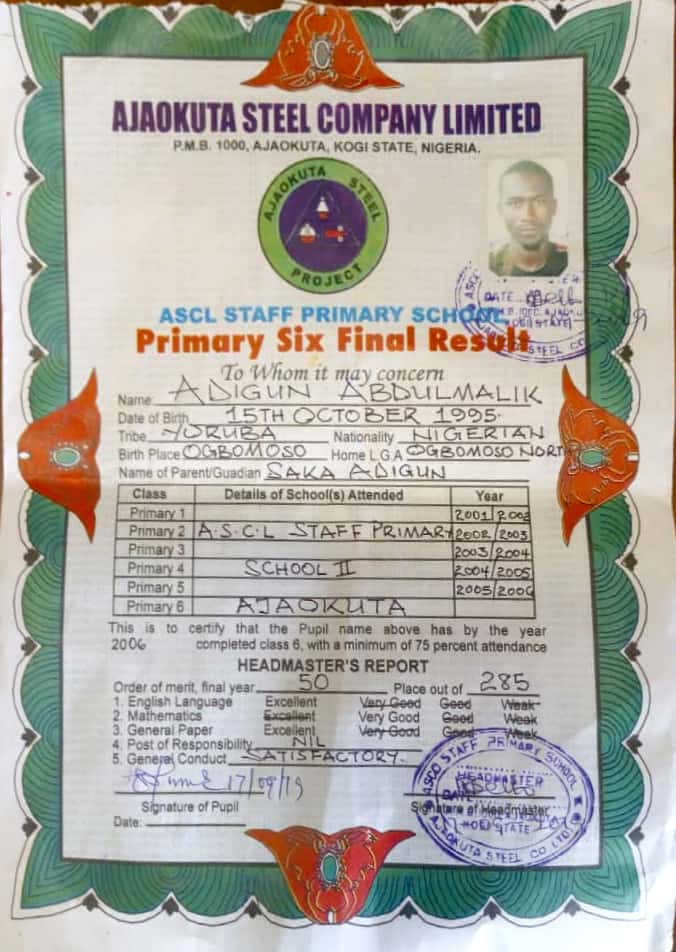 AJAOKUTA STEEL COMPANY LIMITED
P.M.B. 1000, AJAOKUTA, KOGI STATE, NIGERIA.
AJAOKUTA STEEL
PROJECT
ASCL STAFF PRIMARY SCHOOL
Primary Six Final Result
To Whom it may concern
Name: ADIGUN ABDULMALIK
Date of Birth 15TH OCTOBER 1995.
Tribe YORUBA Nationality NIGERIAN
Birth Place OGBOMOSO Home L.G.A OGBOMOSO NORTH
Name of Parent/Guadian SAKA ADIGUN
Class Details of School(s) Attended Year
Primary 1 2001/2002
Primary 2 A.S.C.L STAFF PRIMARY 2002/2003
Primary 3 2003/2004
Primary 4 SCHOOL II 2004/2005
Primary 5 2005/2006
Primary 6 AJAOKUTA
This is to certify that the Pupil name above has by the year
2006 completed class 6, with a minimum of 75 percent attendance
HEADMASTER'S REPORT
Order of merit, final year 50 Place out of 285
1. English Language Excellent Very Good Good Weak
2. Mathematics Excellent Very Good Good Weak
3. General Paper Excellent Very Good Good Weak
4. Post of Responsibility NIL
5. General Conduct SATISFACTORY.
17/09/19
Signature of Pupil Signature of Headmaster
Date:
ASCO STAFF PRIMARY SCHOOL
HEADMASTER
DATE
KOGI STATE
AJAOKUTA STEEL CO LTD